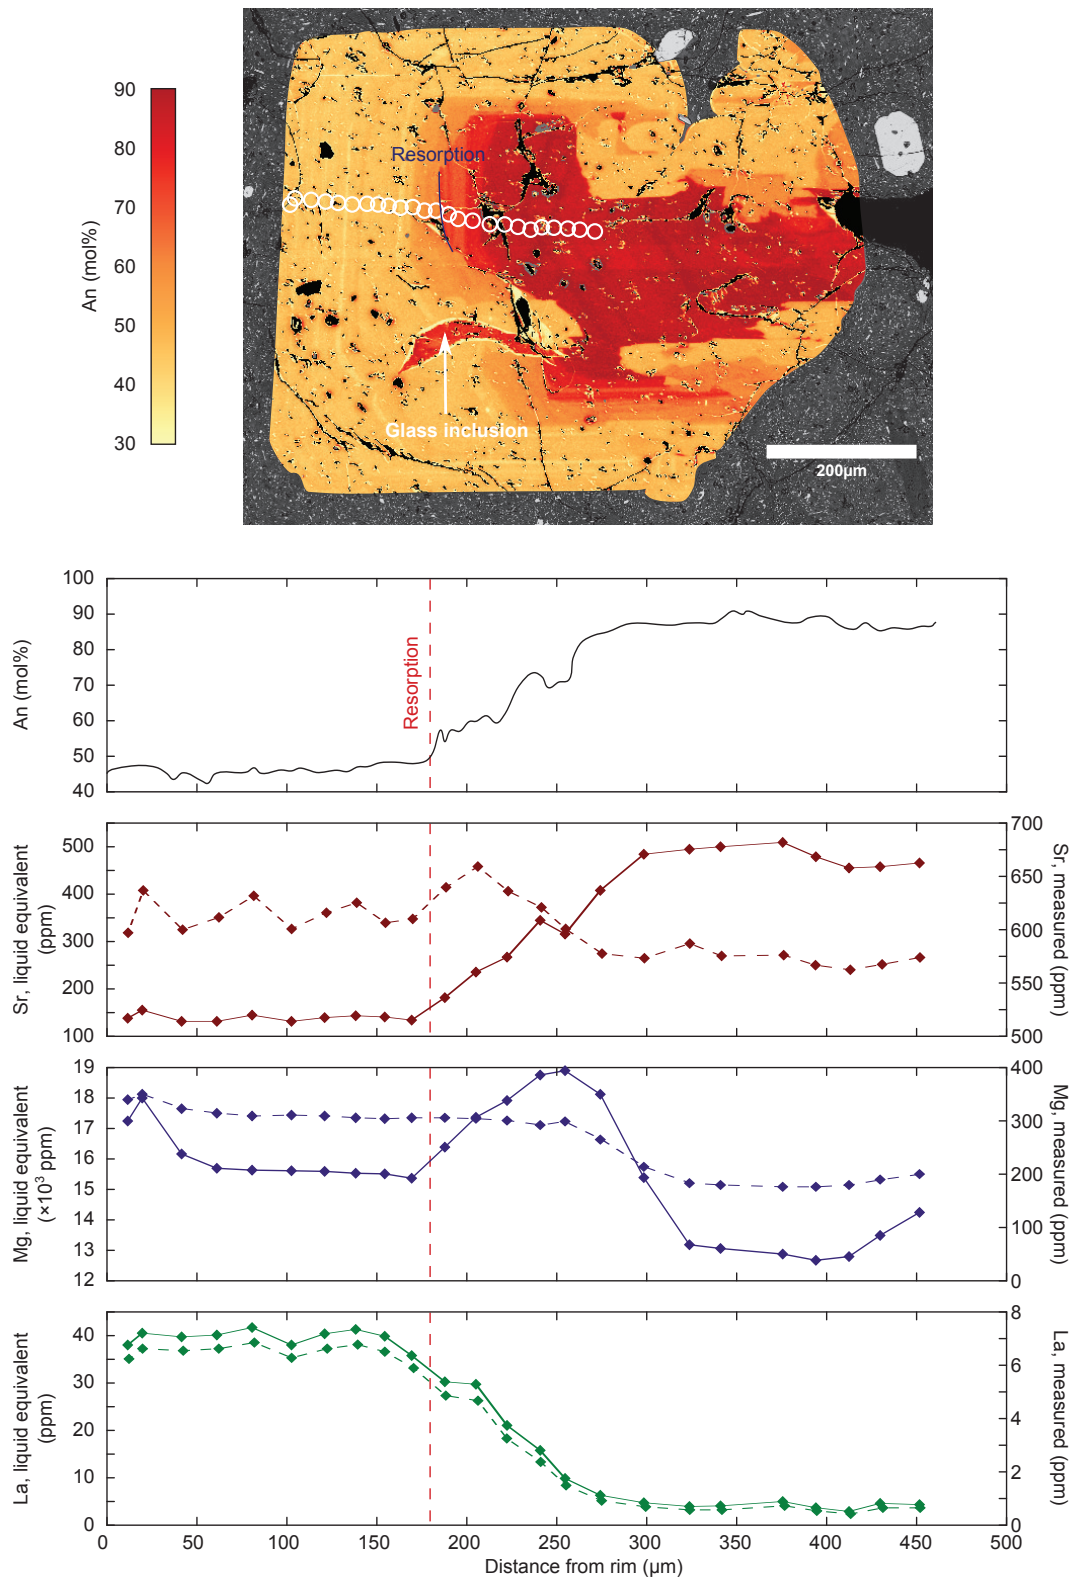 90
80
70
60
50
40
30
An (mol%)
Resorption
Glass inclusion
200µm
100
90
80
70
60
50
40
An (mol%)
Resorption
500
400
300
200
100
Sr, liquid equivalent
(ppm)
700
650
600
550
500
Sr, measured
(ppm)
19
18
17
16
15
14
13
12
Mg, liquid equivalent
(×10³ ppm)
400
300
200
100
0
Mg, measured (ppm)
40
30
20
10
0
La, liquid equivalent
(ppm)
8
6
4
2
0
La, measured
(ppm)
0 50 100 150 200 250 300 350 400 450 500
Distance from rim (µm)